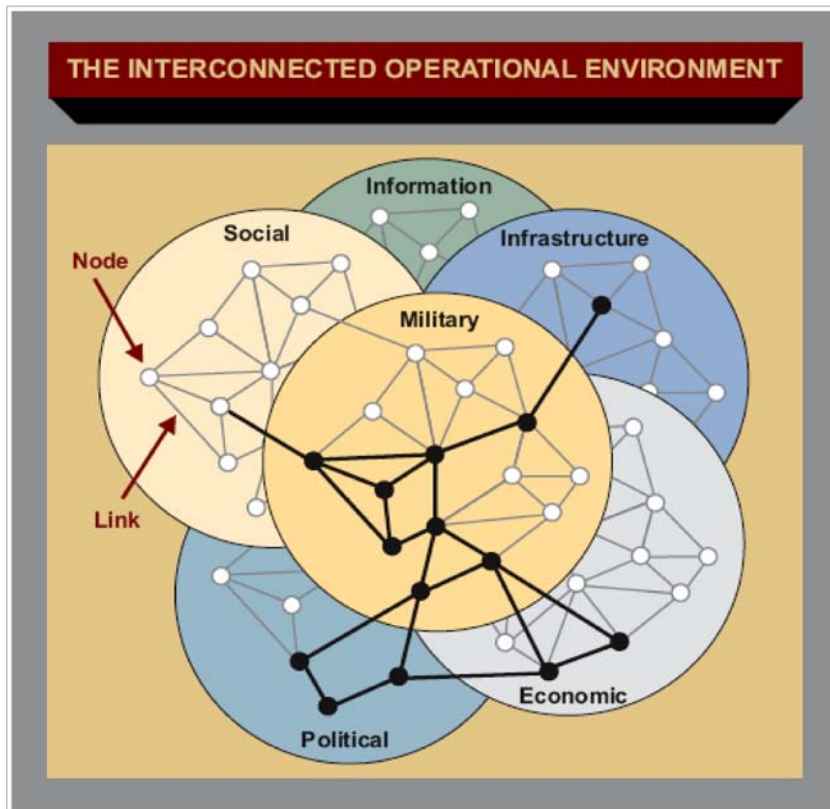 THE INTERCONNECTED OPERATIONAL ENVIRONMENT
Information
Social
Infrastructure
Node
Military
Link
Economic
Political